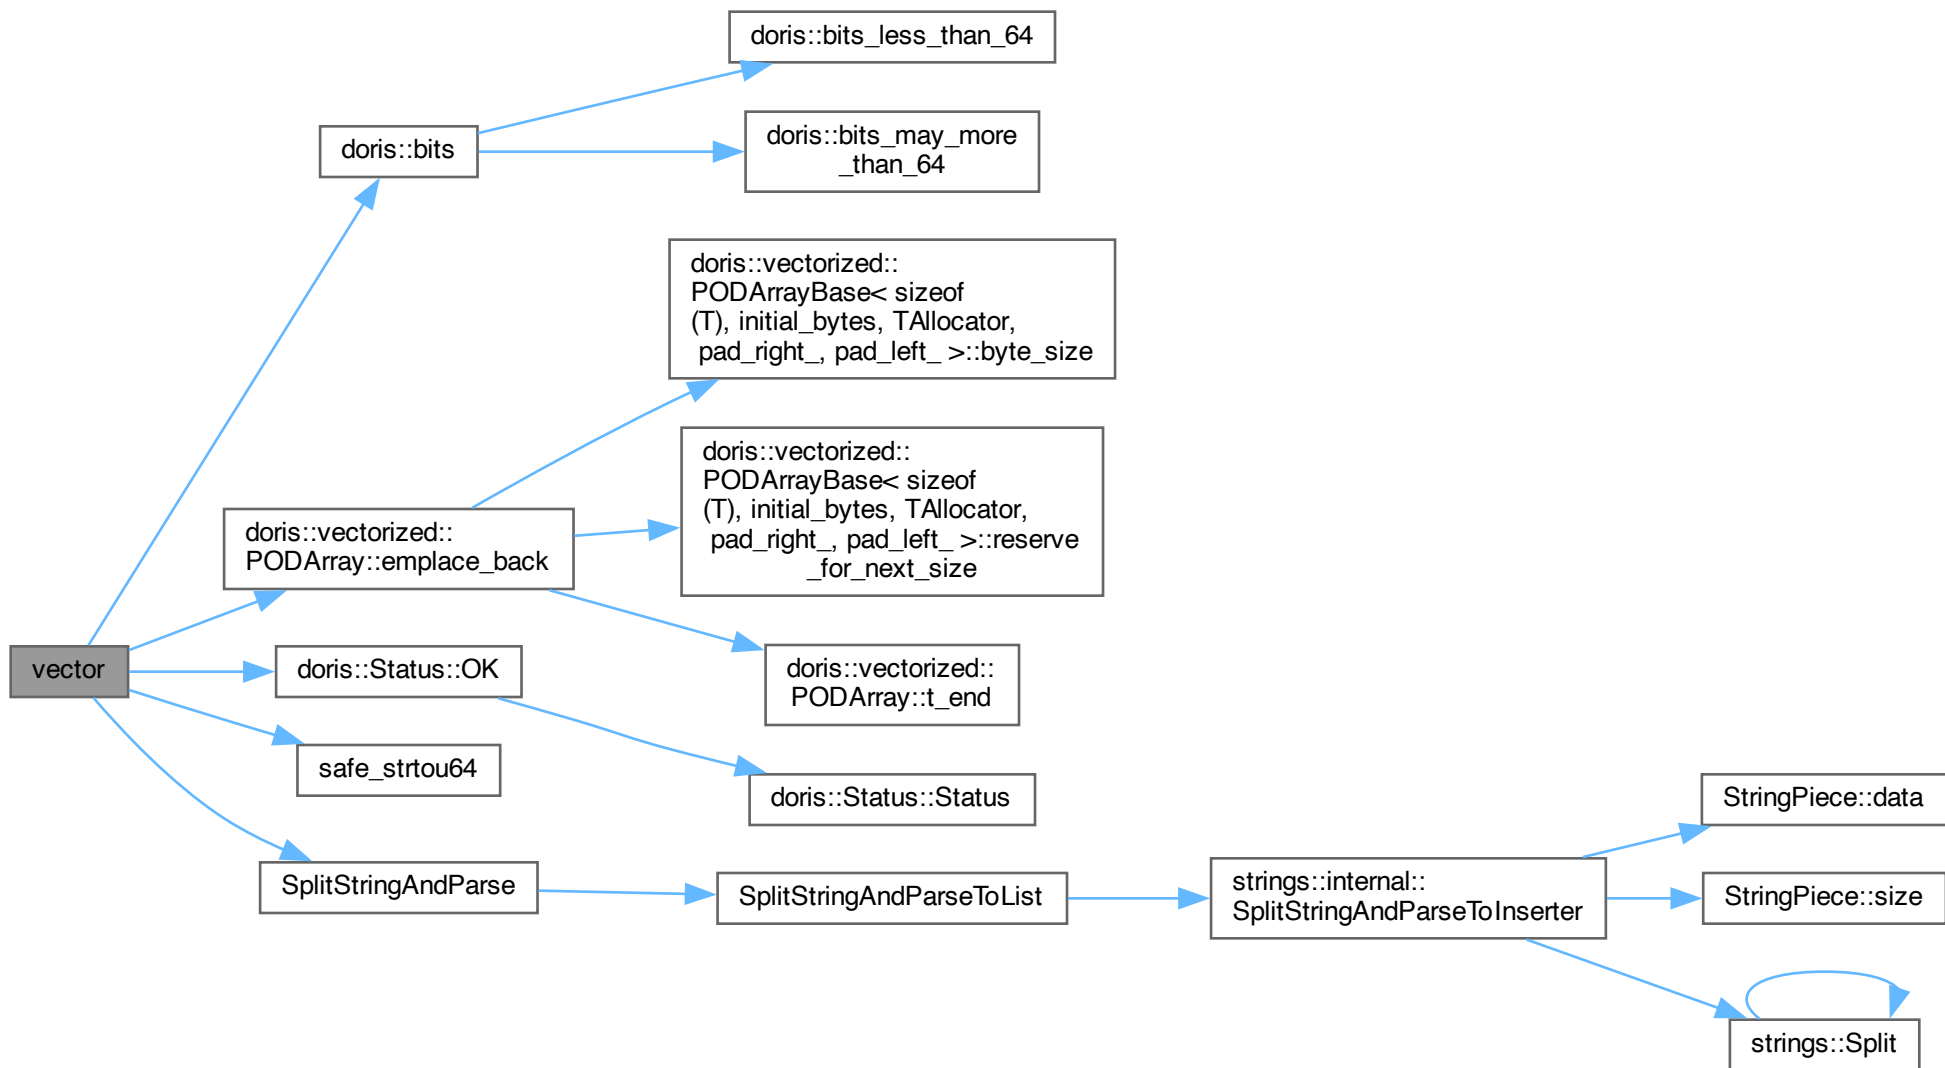 doris::bits_less_than_64
doris::bits
doris::bits_may_more
_than_64
doris::vectorized::
PODArrayBase< sizeof
(T), initial_bytes, TAllocator,
pad_right_, pad_left_ >::byte_size
doris::vectorized::
PODArrayBase< sizeof
(T), initial_bytes, TAllocator,
pad_right_, pad_left_ >::reserve
_for_next_size
doris::vectorized::
PODArray::emplace_back
vector
doris::Status::OK
doris::vectorized::
PODArray::t_end
safe_strtou64
doris::Status::Status
SplitStringAndParse
SplitStringAndParseToList
strings::internal::
SplitStringAndParseToInserter
StringPiece::data
StringPiece::size
strings::Split